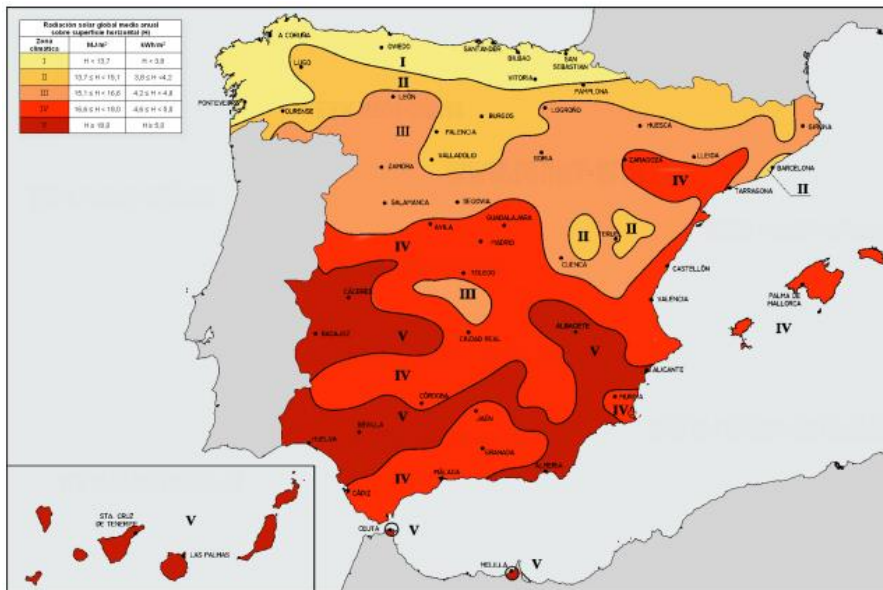 Radiación solar global medio anual
sobre superficie horizontal (H)
Zona
climática
MJ/m²
kWh/m²
I
H < 13,7
H < 3,8
II
13,7 ≤ H < 15,1
3,8 ≤ H <4,2
III
15,1 ≤ H < 16,6
4,2 ≤ H < 4,6
IV
16,6 ≤ H < 18,0
4,6 ≤ H < 5,0
V
H ≥ 18,0
H ≥ 5,0
A CORUÑA
OVIEDO
SANTANDER
BILBAO
SAN
SEBASTIAN
LUGO
I
VITORIA
II
PAMPLONA
PONTEVEDRA
OURENSE
LEÓN
BURGOS
LOGROÑO
HUESCA
GIRONA
III
PALENCIA
VALLADOLID
SORIA
ZARAGOZA
LLEIDA
BARCELONA
ZAMORA
IV
TARRAGONA
II
SALAMANCA
SEGOVIA
GUADALAJARA
AVILA
II
II
TERUEL
IV
MADRID
CUENCA
TOLEDO
CASTELLÓN
CÁCERES
III
VALENCIA
PALMA DE
MALLORCA
IV
BADAJOZ
V
CIUDAD REAL
ALBACETE
V
ALICANTE
IV
CÓRDOBA
MURCIA
IV
V
SEVILLA
JAÉN
HUELVA
GRANADA
IV
MÁLAGA
ALMERIA
CÁDIZ
CEUTA
V
MELILLA
V
STA. CRUZ
DE TENERIFE
V
LAS PALMAS